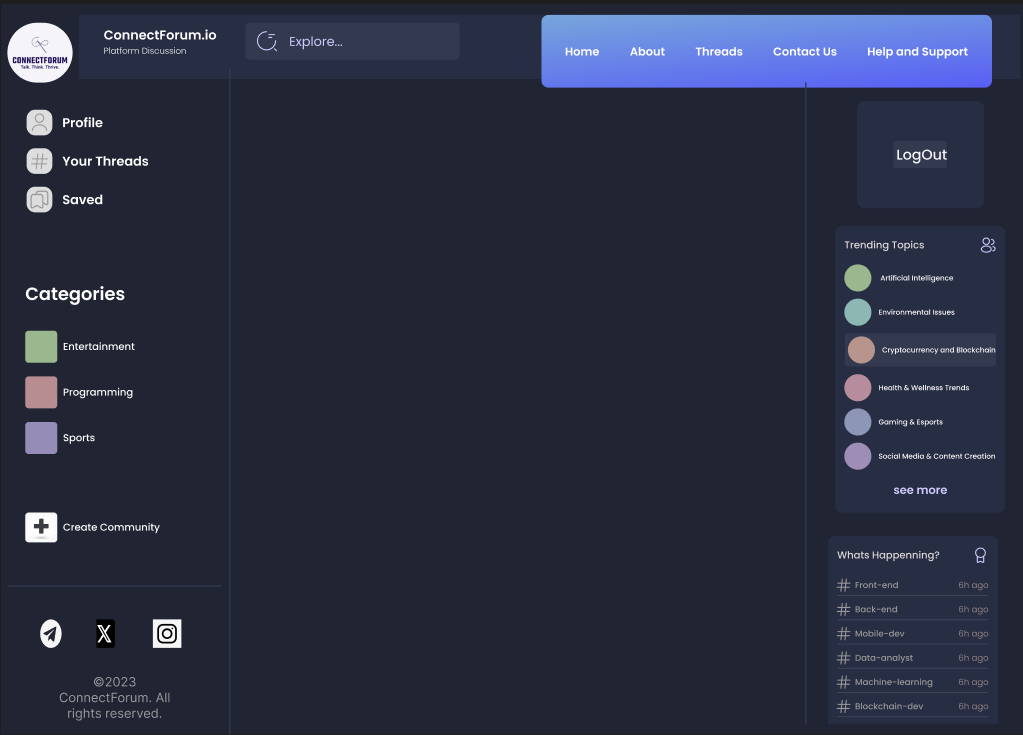 CONNECTFORUM
Talk. Think. Thrive.
ConnectForum.io
Platform Discussion
Explore...
Home About Threads Contact Us Help and Support
Profile
Your Threads
Saved
Categories
Entertainment
Programming
Sports
Create Community
©2023
ConnectForum. All
rights reserved.
LogOut
Trending Topics
Artificial Intelligence
Environmental Issues
Cryptocurrency and Blockchain
Health & Wellness Trends
Gaming & Esports
Social Media & Content Creation
see more
Whats Happenning?
Front-end 6h ago
Back-end 6h ago
Mobile-dev 6h ago
Data-analyst 6h ago
Machine-learning 6h ago
Blockchain-dev 6h ago